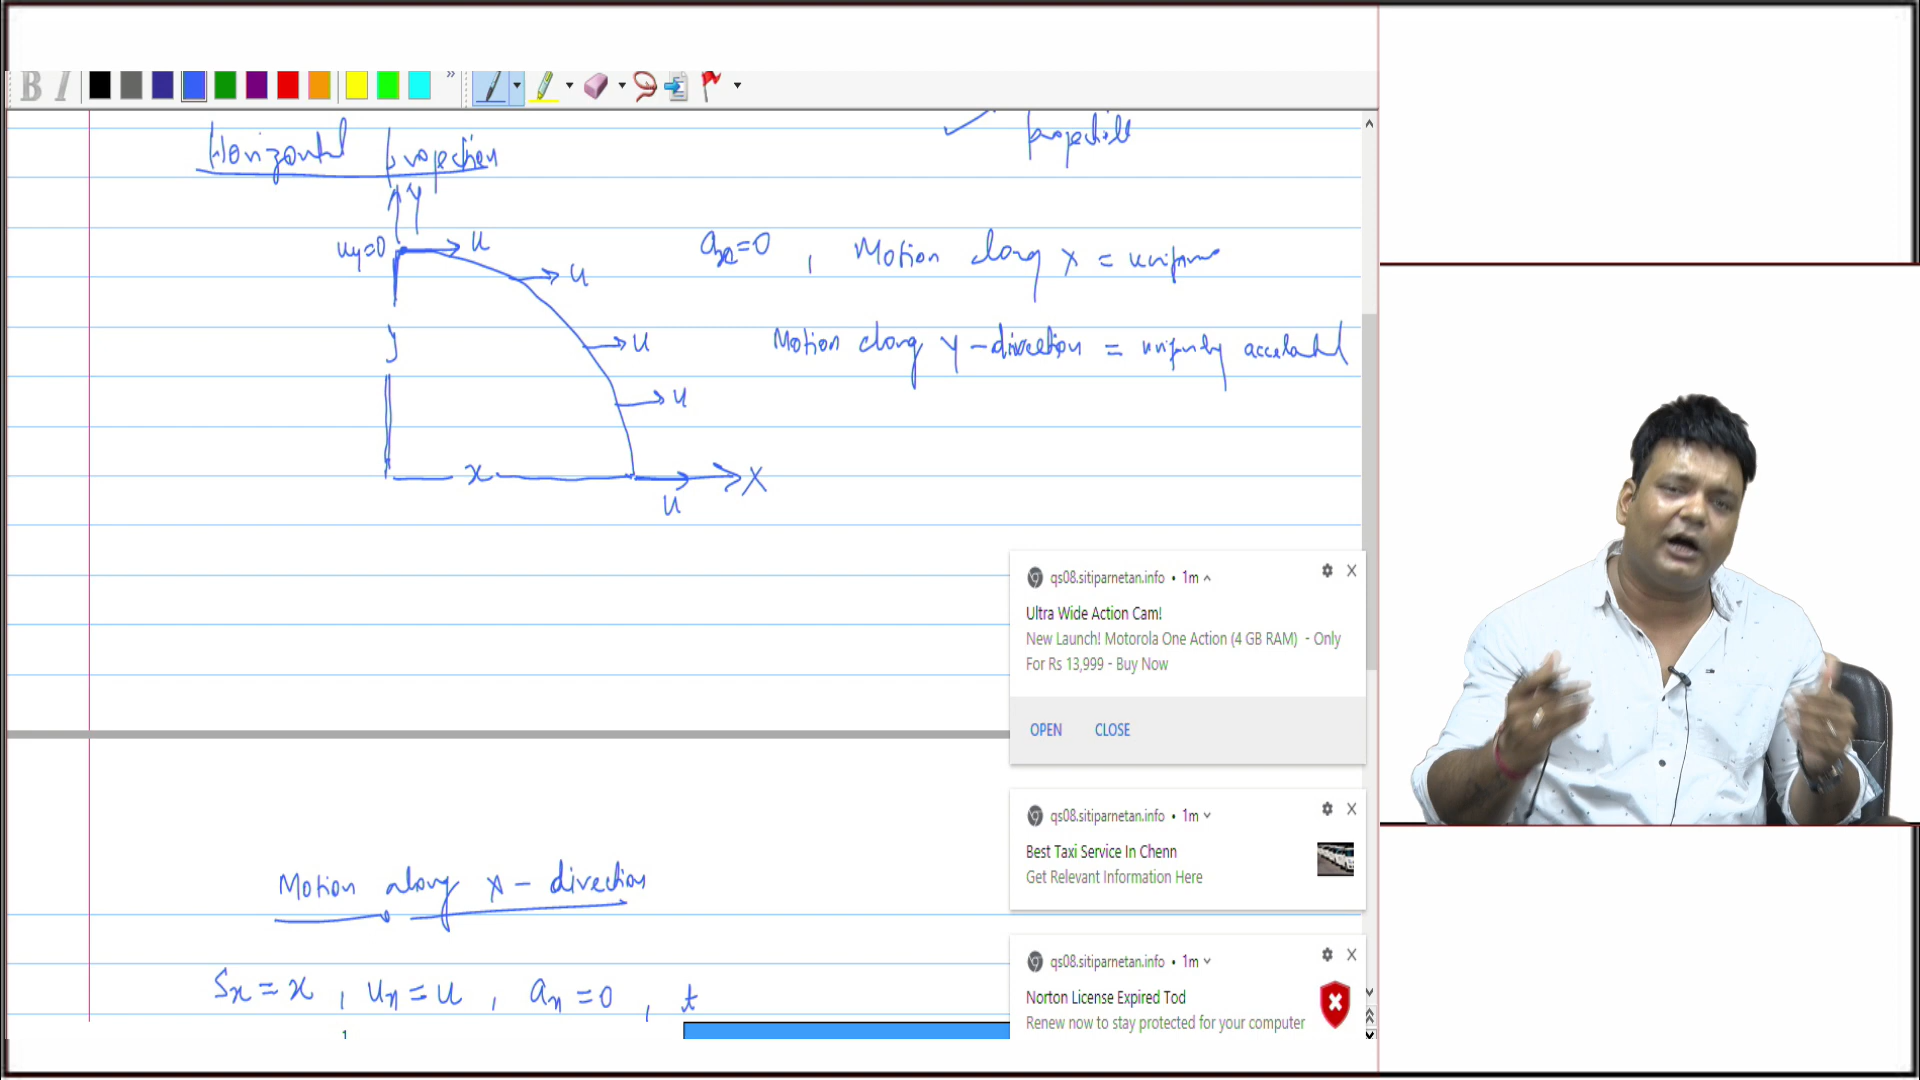 B I
»
Horizontal projection
projectile
Y
uy=0
u
ax=0 , Motion along X = uniform
u
y
u
Motion along Y-direction = uniformly accelerated
u
x
X
u
qs08.sitiparnetan.info • 1m
X
Ultra Wide Action Cam!
New Launch! Motorola One Action (4 GB RAM) - Only
For Rs 13,999 - Buy Now
OPEN CLOSE
qs08.sitiparnetan.info • 1m
X
Best Taxi Service In Chenn
Get Relevant Information Here
Motion along X-direction
qs08.sitiparnetan.info • 1m
X
Norton License Expired Tod
Renew now to stay protected for your computer
Sx = x , ux = u , ax = 0 , t
1